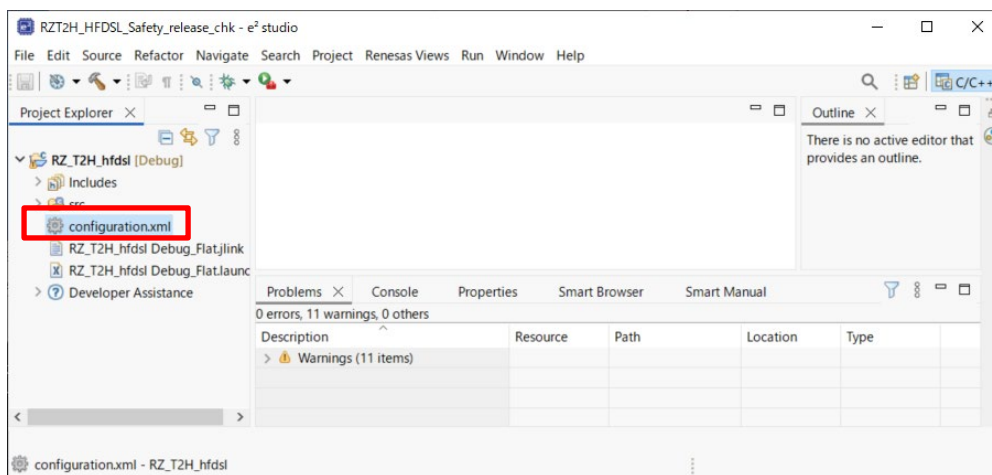 RZT2H_HFDSL_Safety_release_chk - e² studio
File Edit Source Refactor Navigate Search Project Renesas Views Run Window Help
C/C++
Project Explorer
Outline
There is no active editor that
provides an outline.
RZ_T2H_hfdsl [Debug]
Includes
src
configuration.xml
RZ_T2H_hfdsl Debug_Flat.jlink
RZ_T2H_hfdsl Debug_Flat.launc
Developer Assistance
Problems Console Properties Smart Browser Smart Manual
0 errors, 11 warnings, 0 others
Description Resource Path Location Type
Warnings (11 items)
configuration.xml - RZ_T2H_hfdsl